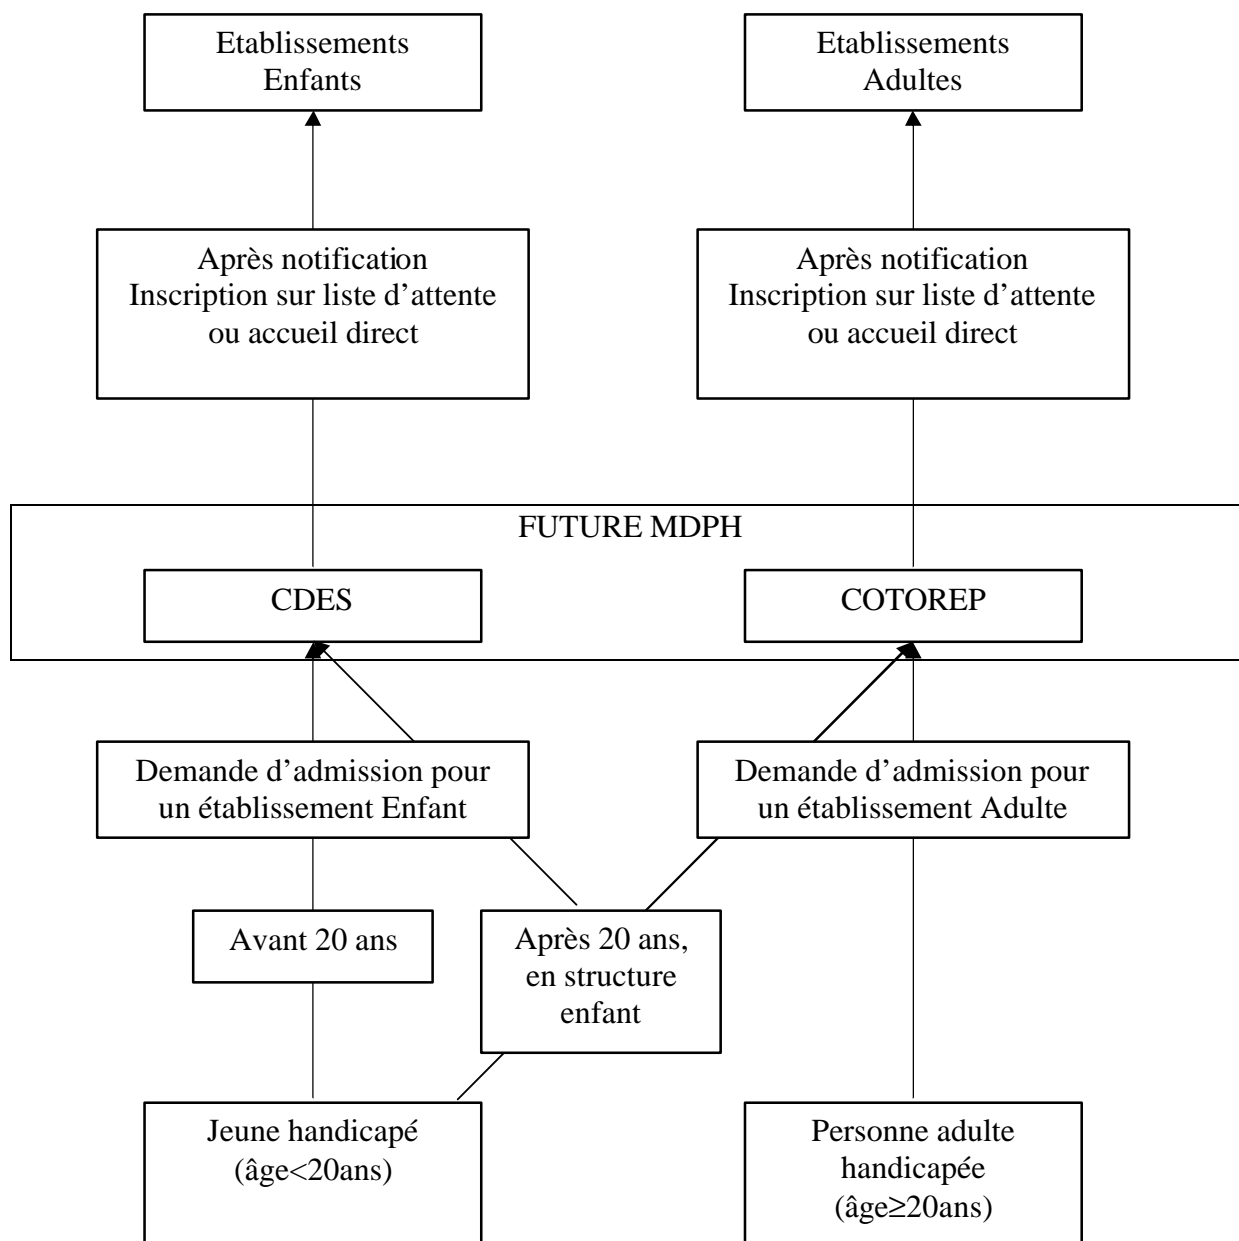 Etablissements
Enfants
Etablissements
Adultes
Après notification
Inscription sur liste d’attente
ou accueil direct
Après notification
Inscription sur liste d’attente
ou accueil direct
FUTURE MDPH
CDES
COTOREP
Demande d’admission pour
un établissement Enfant
Demande d’admission pour
un établissement Adulte
Avant 20 ans
Après 20 ans,
en structure
enfant
Jeune handicapé
(âge<20ans)
Personne adulte
handicapée
(âge≥20ans)